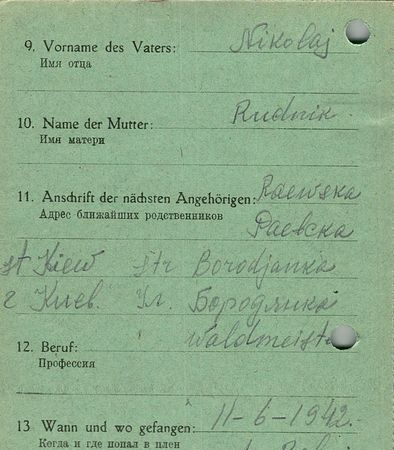 9. Vorname des Vaters: Nikolaj
Имя отца
10. Name der Mutter: Rudnik.
Имя матери
11. Anschrift der nächsten Angehörigen: Raewska
Адрес ближайших родственников Раевска
st Kiew str Borodjanka
г Киев. Ул. Бородянка
12. Beruf: Waldmeist
Профессия
13 Wann und wo gefangen: 11-6-1942.
Когда и где попал в плен